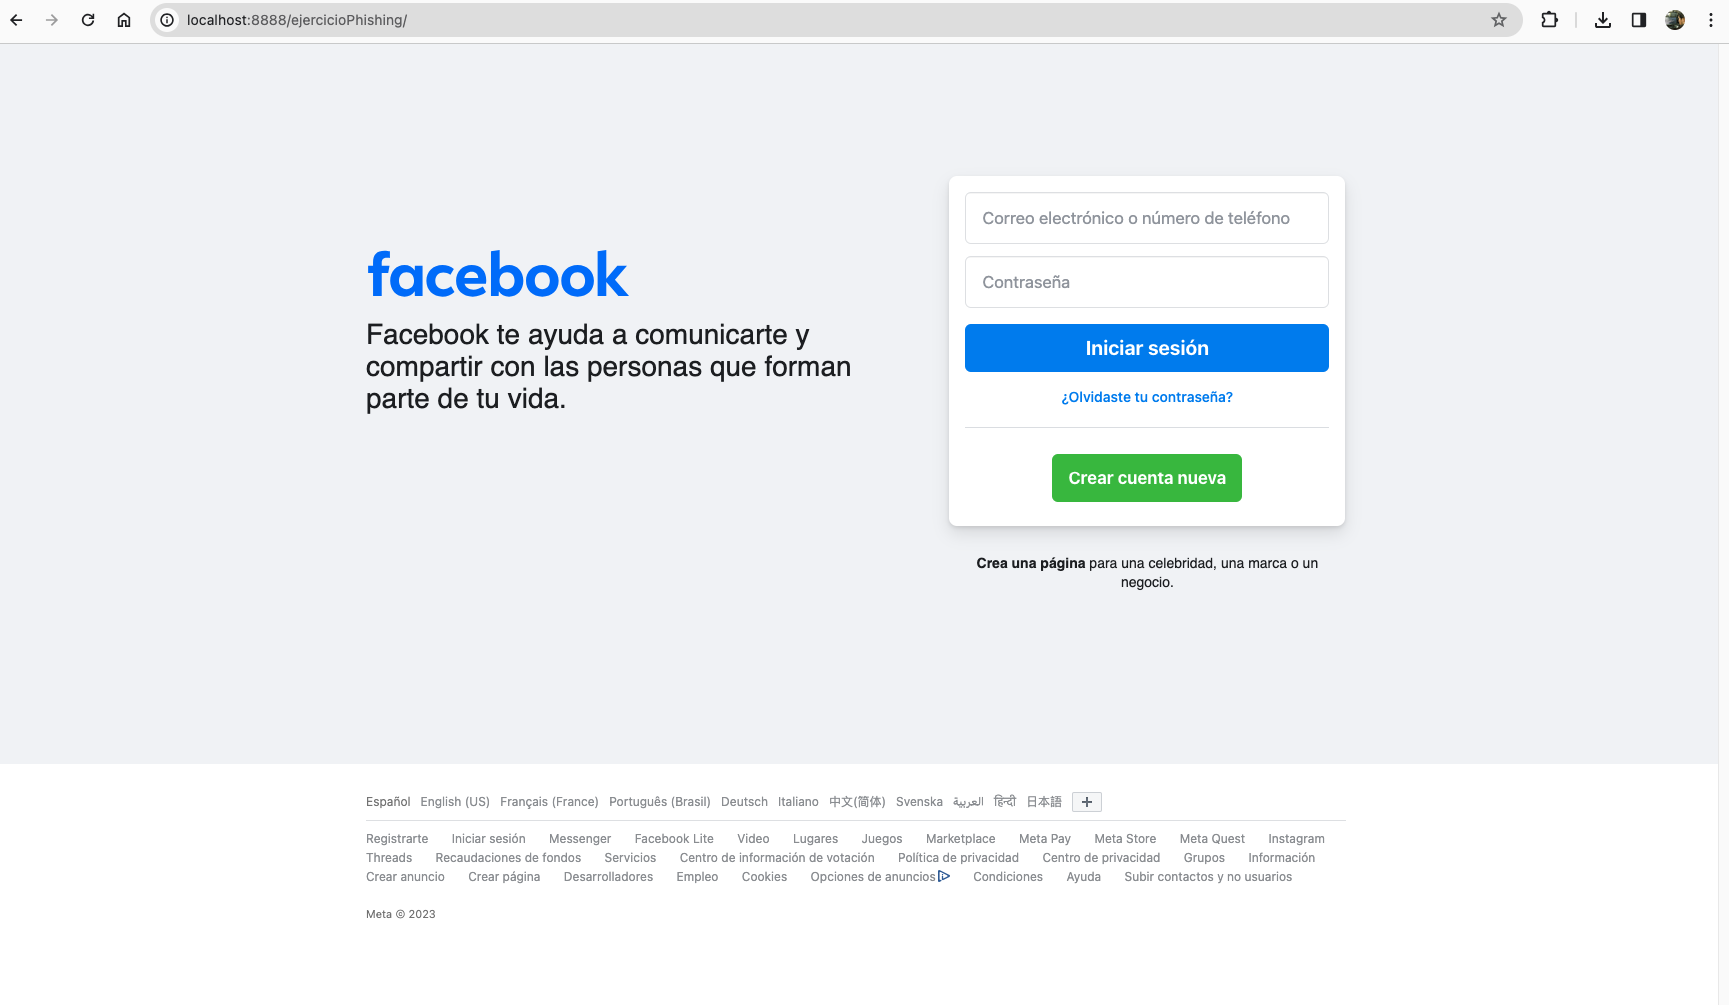 localhost:8888/ejercicioPhishing/
facebook
Facebook te ayuda a comunicarte y
compartir con las personas que forman
parte de tu vida.
Correo electrónico o número de teléfono
Contraseña
Iniciar sesión
¿Olvidaste tu contraseña?
Crear cuenta nueva
Crea una página para una celebridad, una marca o un
negocio.
Español English (US) Français (France) Português (Brasil) Deutsch Italiano 中文(简体) Svenska العربية हिन्दी 日本語
Registrarte Iniciar sesión Messenger Facebook Lite Video Lugares Juegos Marketplace Meta Pay Meta Store Meta Quest Instagram
Threads Recaudaciones de fondos Servicios Centro de información de votación Política de privacidad Centro de privacidad Grupos Información
Crear anuncio Crear página Desarrolladores Empleo Cookies Opciones de anuncios Condiciones Ayuda Subir contactos y no usuarios
Meta © 2023